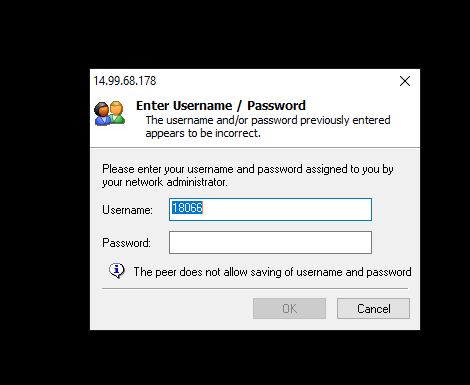 14.99.68.178
Enter Username / Password
The username and/or password previously entered
appears to be incorrect.
Please enter your username and password assigned to you by
your network administrator.
Username: 18066
Password:
The peer does not allow saving of username and password
OK Cancel